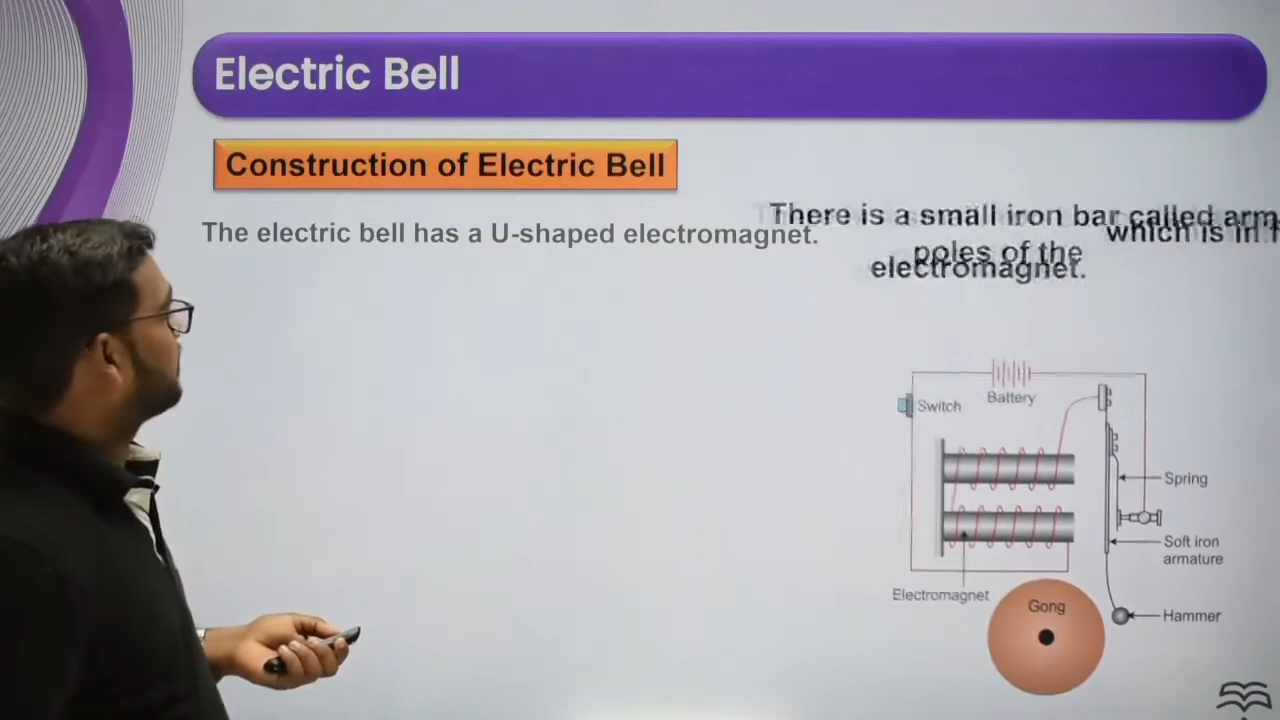 Electric Bell
Construction of Electric Bell
The electric bell has a U-shaped electromagnet.
There is a small iron bar called arm
which is in
poles of the
electromagnet.
Battery
Switch
Spring
Soft iron
armature
Electromagnet
Gong
Hammer